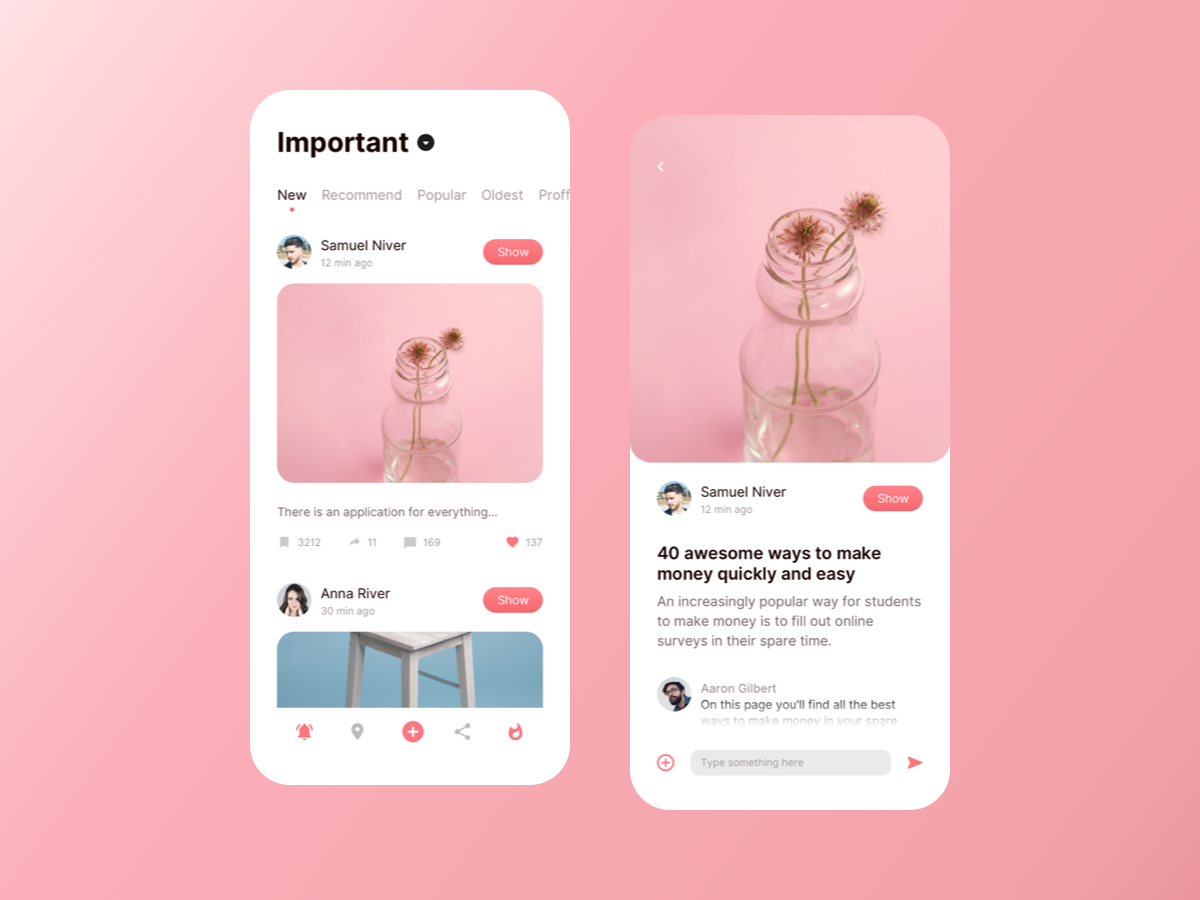 Important
New Recommend Popular Oldest Proff
Samuel Niver
12 min ago
Show
There is an application for everything...
3212 11 169 137
Anna River
30 min ago
Show
Samuel Niver
12 min ago
Show
40 awesome ways to make
money quickly and easy
An increasingly popular way for students
to make money is to fill out online
surveys in their spare time.
Aaron Gilbert
On this page you'll find all the best
ways to make money in your spare
Type something here